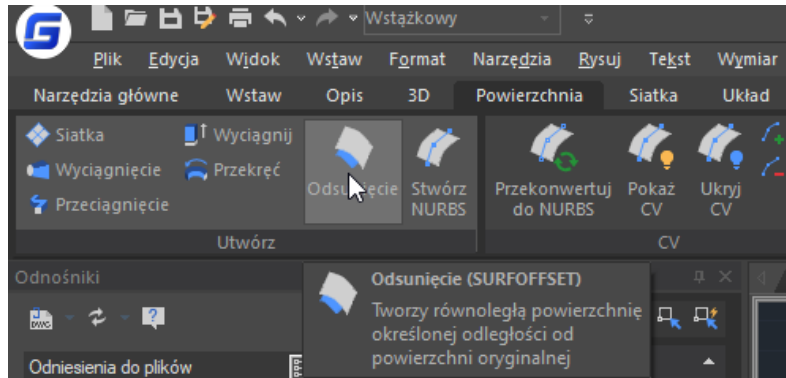 Wstążkowy
Plik Edycja Widok Wstaw Format Narzędzia Rysuj Tekst Wymiar
Narzędzia główne Wstaw Opis 3D Powierzchnia Siatka Układ
Siatka Wyciągnij
Wyciągnięcie Przekręć
Przeciągnięcie
Odsunięcie
Stwórz
NURBS
Przekonwertuj
do NURBS
Pokaż
CV
Ukryj
CV
Utwórz CV
Odnośniki
DWG
Odniesienia do plików
Odsunięcie (SURFOFFSET)
Tworzy równoległą powierzchnię
określonej odległości od
powierzchni oryginalnej